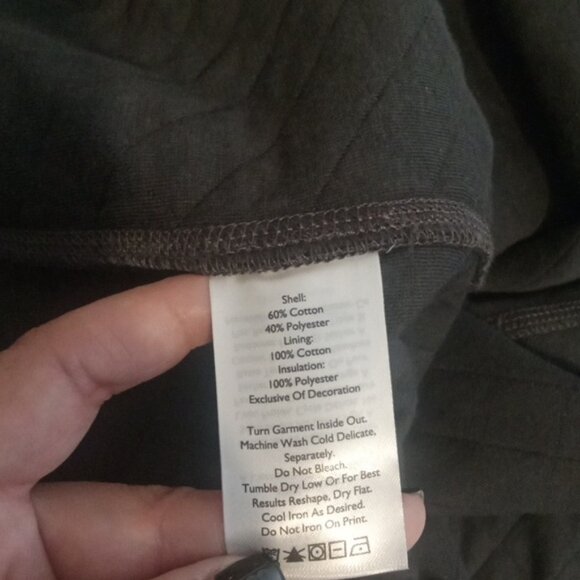 Shell:
60% Cotton
40% Polyester
Lining:
100% Cotton
Insulation:
100% Polyester
Exclusive Of Decoration
Turn Garment Inside Out.
Machine Wash Cold Delicate,
Separately.
Do Not Bleach.
Tumble Dry Low Or For Best
Results Reshape, Dry Flat.
Cool Iron As Desired.
Do Not Iron On Print.